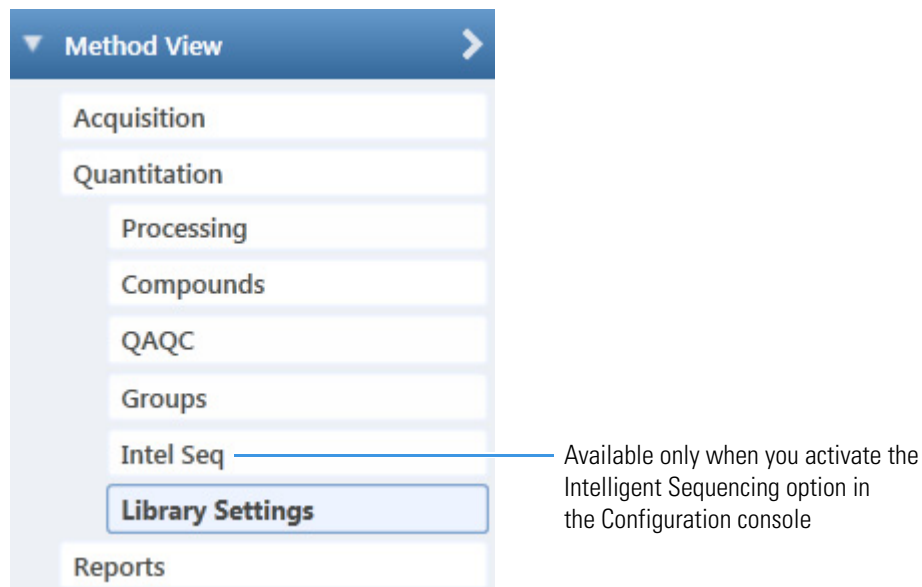 Method View
Acquisition
Quantitation
Processing
Compounds
QAQC
Groups
Intel Seq
Available only when you activate the
Intelligent Sequencing option in
the Configuration console
Library Settings
Reports